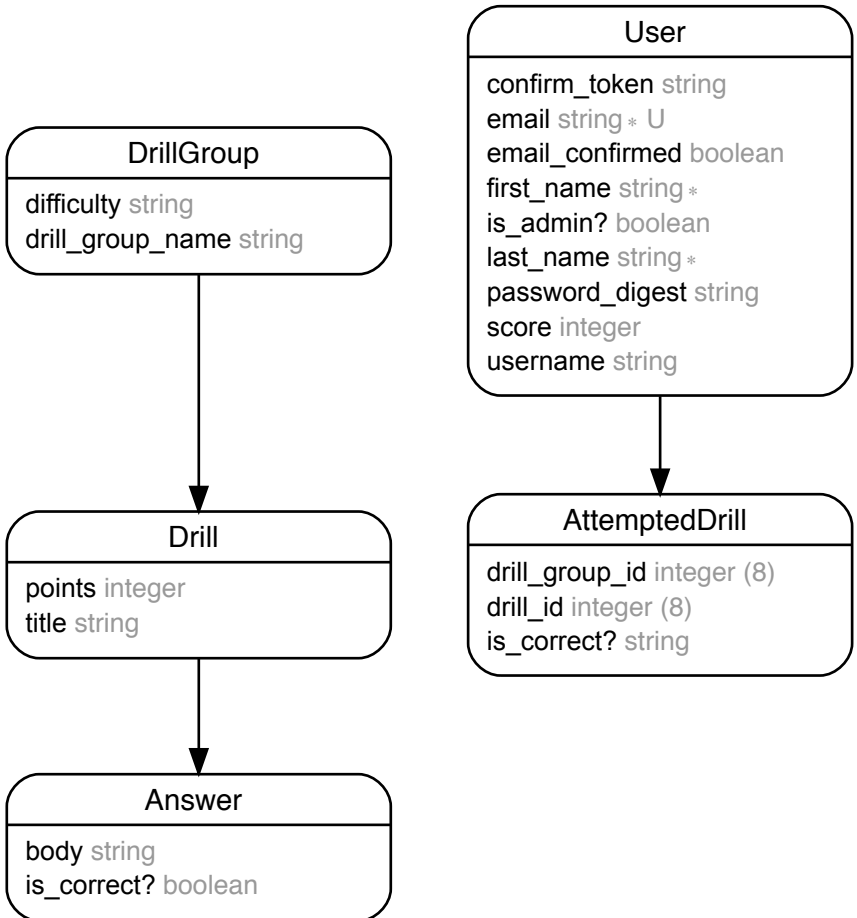 DrillGroup
difficulty string
drill_group_name string
Drill
points integer
title string
Answer
body string
is_correct? boolean
User
confirm_token string
email string * U
email_confirmed boolean
first_name string *
is_admin? boolean
last_name string *
password_digest string
score integer
username string
AttemptedDrill
drill_group_id integer (8)
drill_id integer (8)
is_correct? string